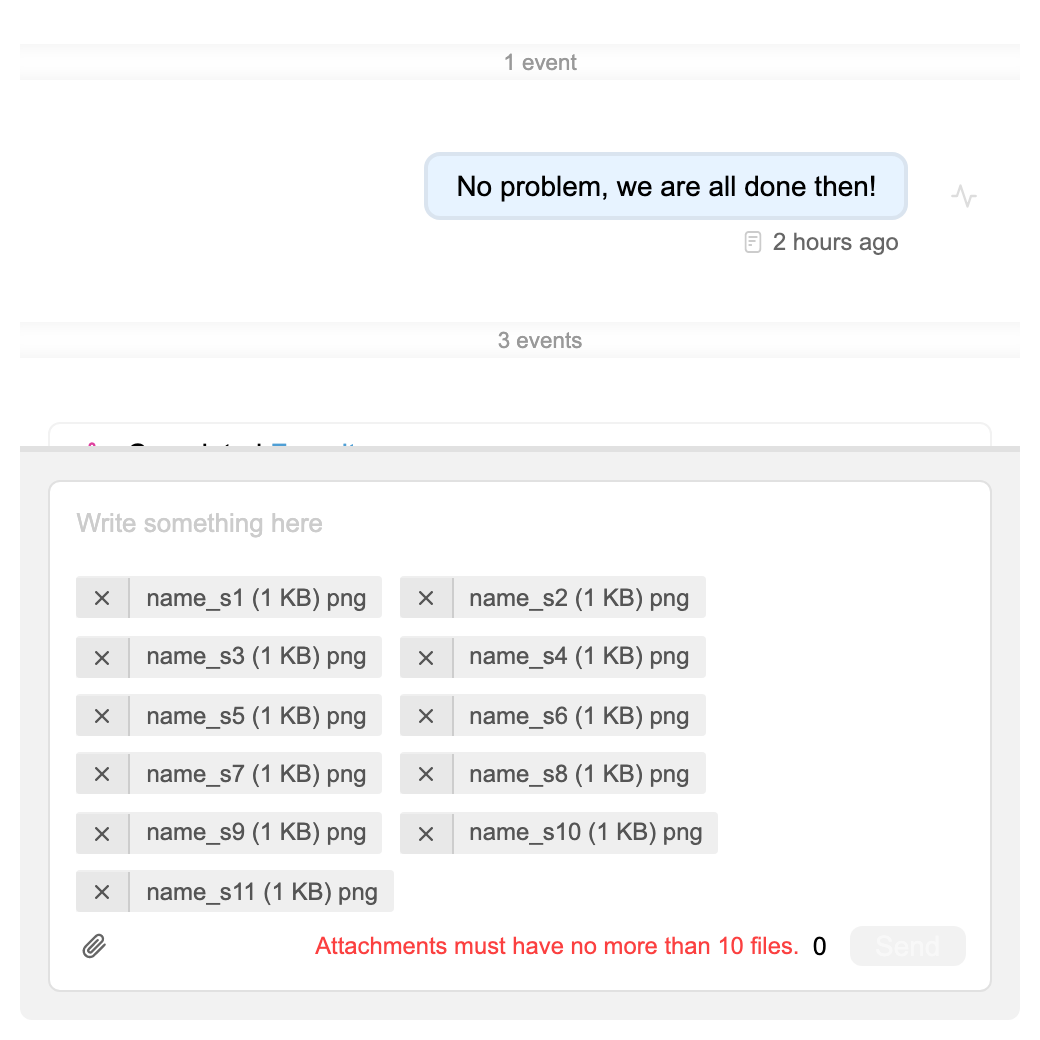 1 event
No problem, we are all done then!
2 hours ago
3 events
Write something here
name_s1 (1 KB) png name_s2 (1 KB) png
name_s3 (1 KB) png name_s4 (1 KB) png
name_s5 (1 KB) png name_s6 (1 KB) png
name_s7 (1 KB) png name_s8 (1 KB) png
name_s9 (1 KB) png name_s10 (1 KB) png
name_s11 (1 KB) png
Attachments must have no more than 10 files. 0 Send